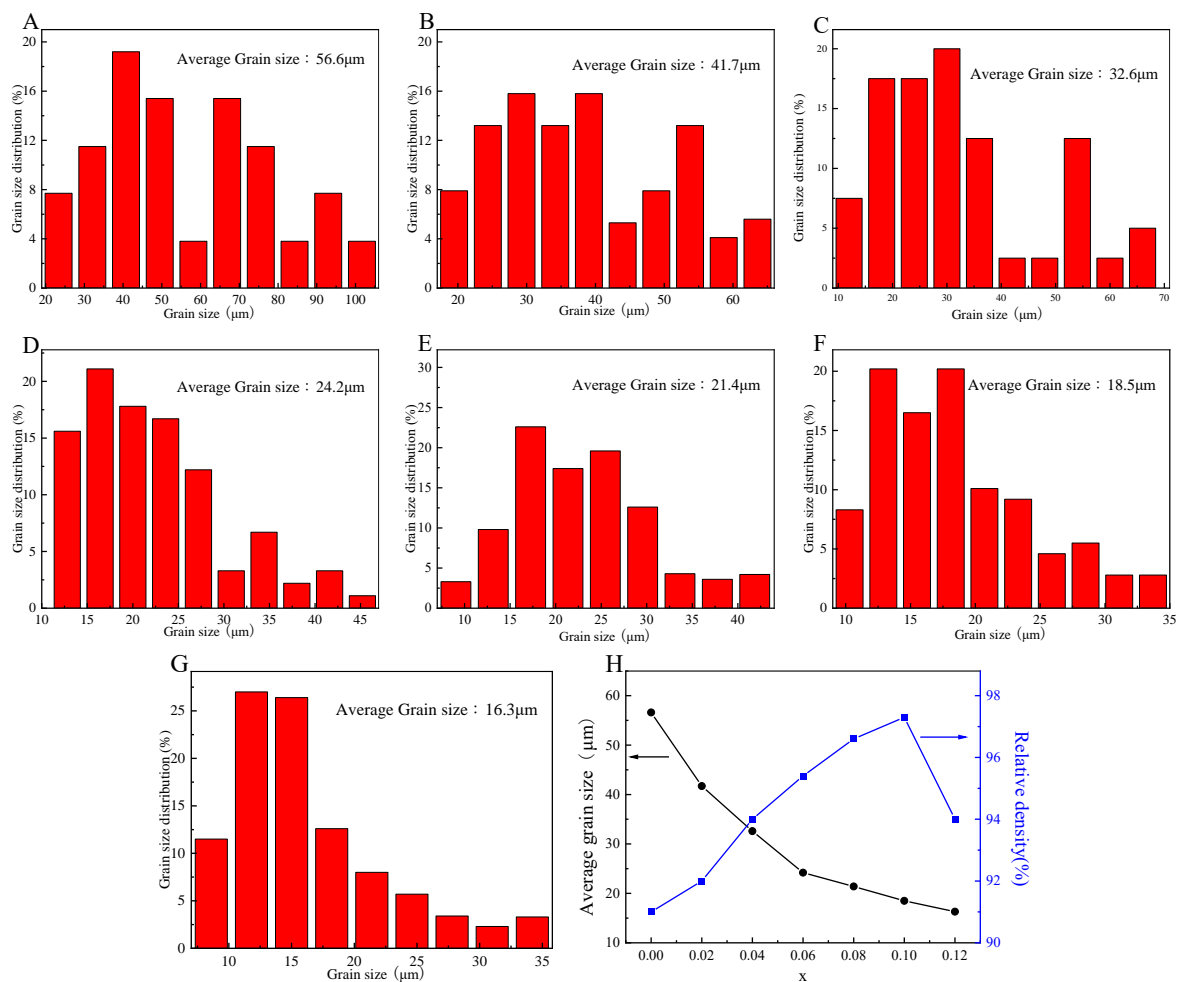 A
Average Grain size：56.6μm
Grain size distribution (%)
20
16
12
8
4
0
20 30 40 50 60 70 80 90 100
Grain size（μm）
B
Average Grain size：41.7μm
Grain size distribution (%)
20
16
12
8
4
0
20 30 40 50 60
Grain size（μm）
C
Average Grain size：32.6μm
Grain size distribution (%)
20
15
10
5
0
10 20 30 40 50 60 70
Grain size（μm）
D
Average Grain size：24.2μm
Grain size distribution (%)
20
15
10
5
0
10 15 20 25 30 35 40 45
Grain size（μm）
E
Average Grain size：21.4μm
Grain size distribution (%)
30
25
20
15
10
5
0
10 15 20 25 30 35 40
Grain size（μm）
F
Average Grain size：18.5μm
Grain size distribution (%)
20
15
10
5
0
10 15 20 25 30 35
Grain size（μm）
G
Average Grain size：16.3μm
Grain size distribution (%)
25
20
15
10
5
0
10 15 20 25 30 35
Grain size（μm）
H
Average grain size（μm）
60
50
40
30
20
10
0.00 0.02 0.04 0.06 0.08 0.10 0.12
x
98
96
94
92
90
Relative density(%)